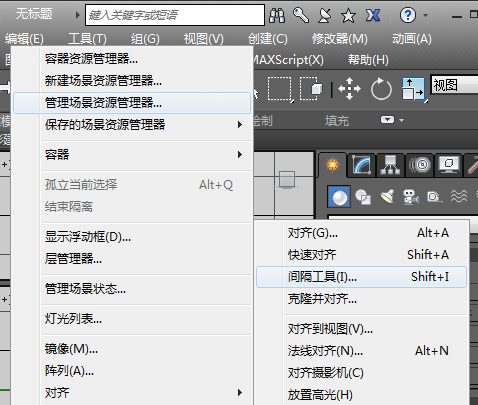 无标题
键入关键字或短语
编辑(E) 工具(T) 组(G) 视图(V) 创建(C) 修改器(M) 动画(A)
容器资源管理器...
MAXScript(X) 帮助(H)
新建场景资源管理器...
管理场景资源管理器...
视图
保存的场景资源管理器
绘制 填充
容器
孤立当前选择 Alt+Q
结束隔离
显示浮动框(D)...
层管理器...
管理场景状态...
灯光列表...
镜像(M)...
阵列(A)...
对齐
对齐(G)... Alt+A
快速对齐 Shift+A
间隔工具(I)... Shift+I
克隆并对齐...
对齐到视图(V)...
法线对齐(N)... Alt+N
对齐摄影机(C)
放置高光(H)